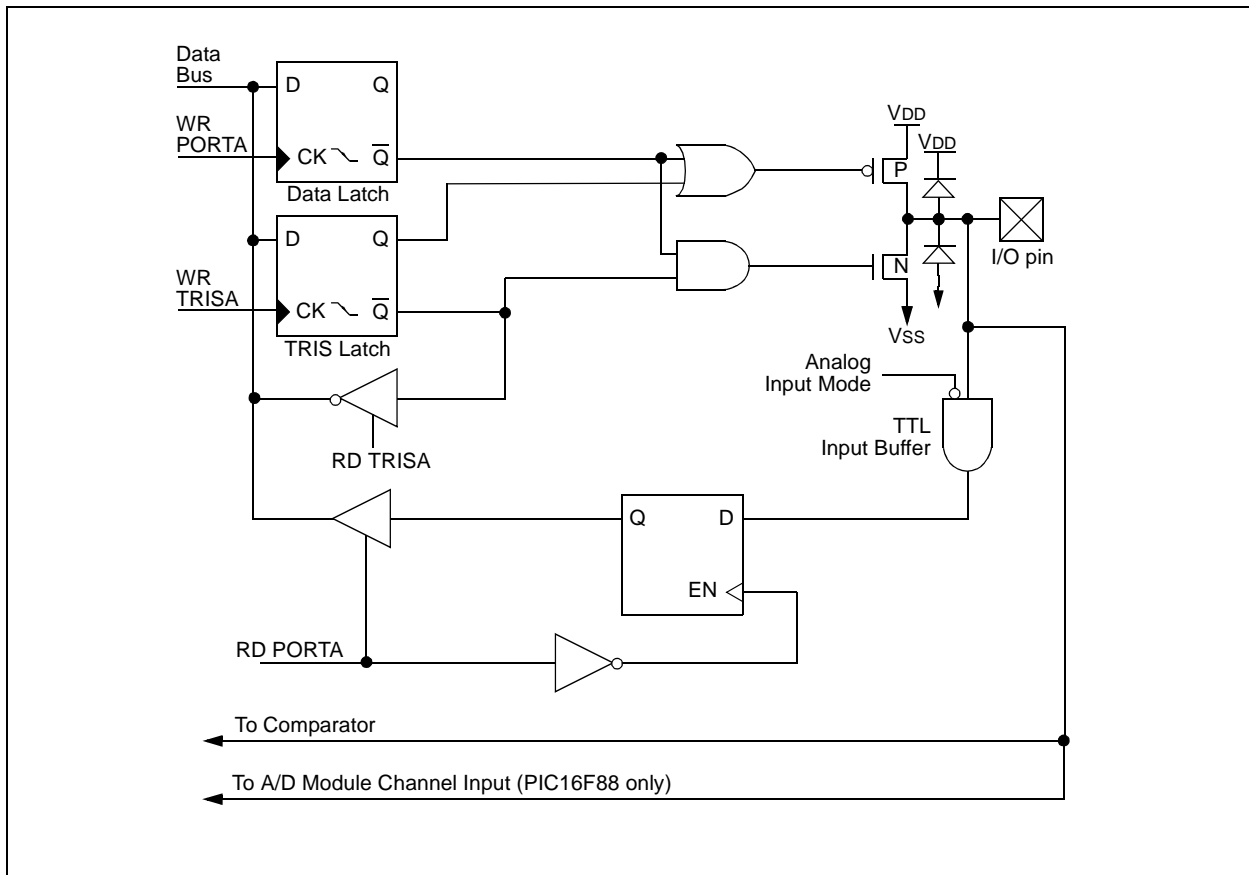 Data
Bus
D
Q
WR
PORTA
CK
Q
Data Latch
VDD
VDD
P
D
Q
WR
TRISA
CK
Q
TRIS Latch
N
I/O pin
VSS
Analog
Input Mode
TTL
Input Buffer
RD TRISA
Q
D
EN
RD PORTA
To Comparator
To A/D Module Channel Input (PIC16F88 only)